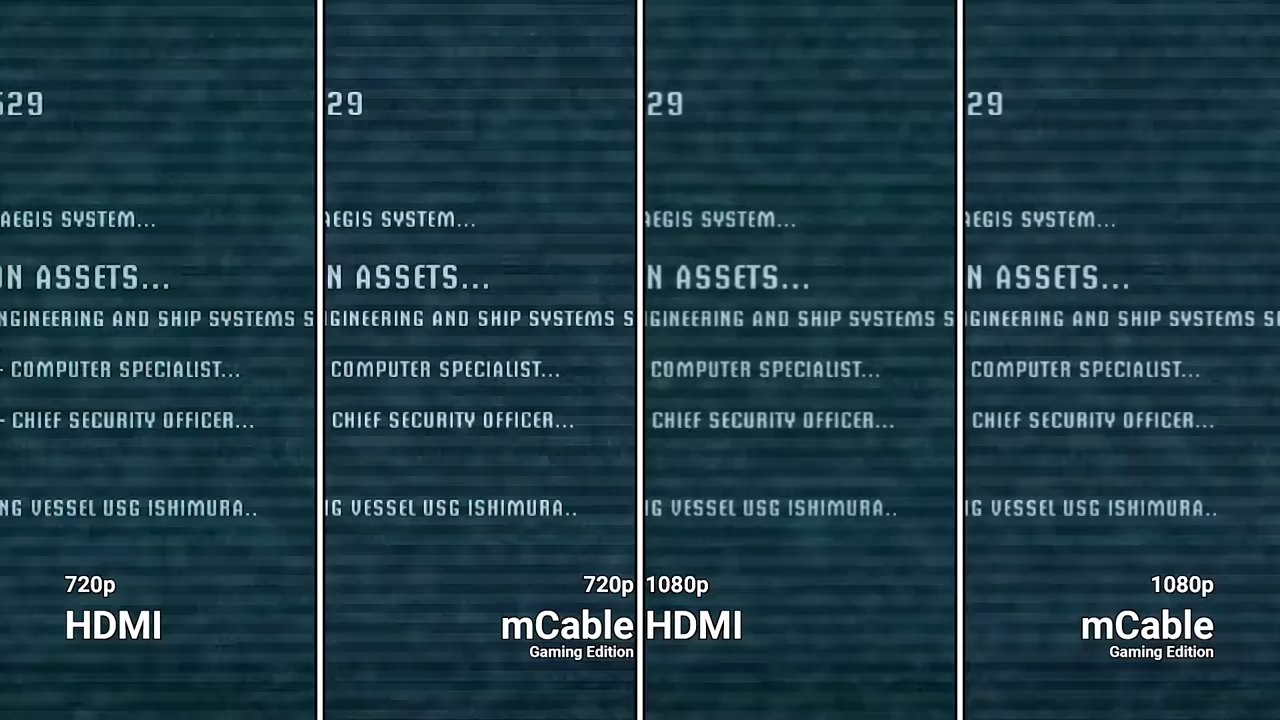 529
AEGIS SYSTEM...
ON ASSETS...
NGINEERING AND SHIP SYSTEMS S
- COMPUTER SPECIALIST...
- CHIEF SECURITY OFFICER...
NG VESSEL USG ISHIMURA..
720p
HDMI
29
AEGIS SYSTEM...
N ASSETS...
GINEERING AND SHIP SYSTEMS S
COMPUTER SPECIALIST...
CHIEF SECURITY OFFICER...
G VESSEL USG ISHIMURA..
720p
mCable
Gaming Edition
29
AEGIS SYSTEM...
N ASSETS...
GINEERING AND SHIP SYSTEMS S
COMPUTER SPECIALIST...
CHIEF SECURITY OFFICER...
G VESSEL USG ISHIMURA..
1080p
HDMI
29
AEGIS SYSTEM...
N ASSETS...
GINEERING AND SHIP SYSTEMS S
COMPUTER SPECIALIST...
CHIEF SECURITY OFFICER...
G VESSEL USG ISHIMURA..
1080p
mCable
Gaming Edition